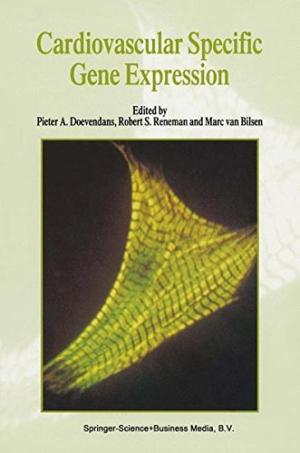 Cardiovascular Specific
Gene Expression
Edited by
Pieter A. Doevendans, Robert S. Reneman and Marc van Bilsen
Springer-Science+Business Media, B.V.